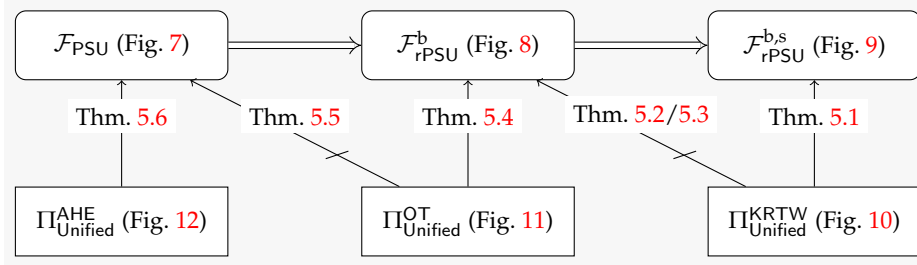 ℱ_PSU (Fig. 7) ℱ^b_rPSU (Fig. 8) ℱ^b,s_rPSU (Fig. 9)
Thm. 5.6 Thm. 5.5 Thm. 5.4 Thm. 5.2/5.3 Thm. 5.1
Π^AHE_Unified (Fig. 12) Π^OT_Unified (Fig. 11) Π^KRTW_Unified (Fig. 10)